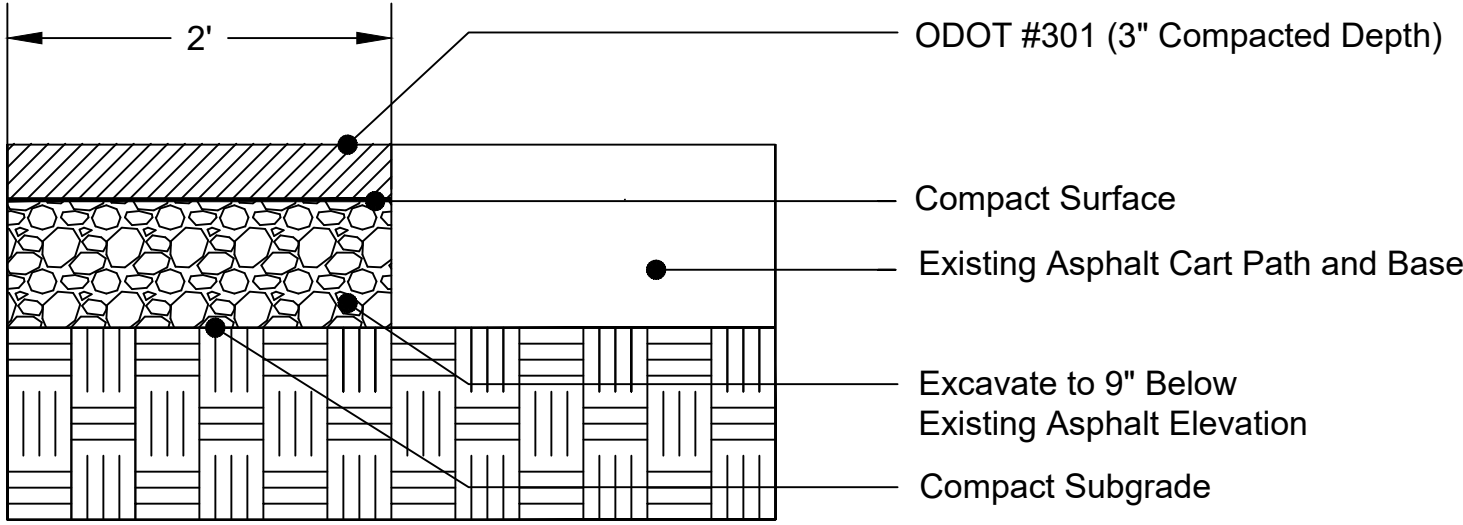 2'
ODOT #301 (3" Compacted Depth)
Compact Surface
Existing Asphalt Cart Path and Base
Excavate to 9" Below
Existing Asphalt Elevation
Compact Subgrade